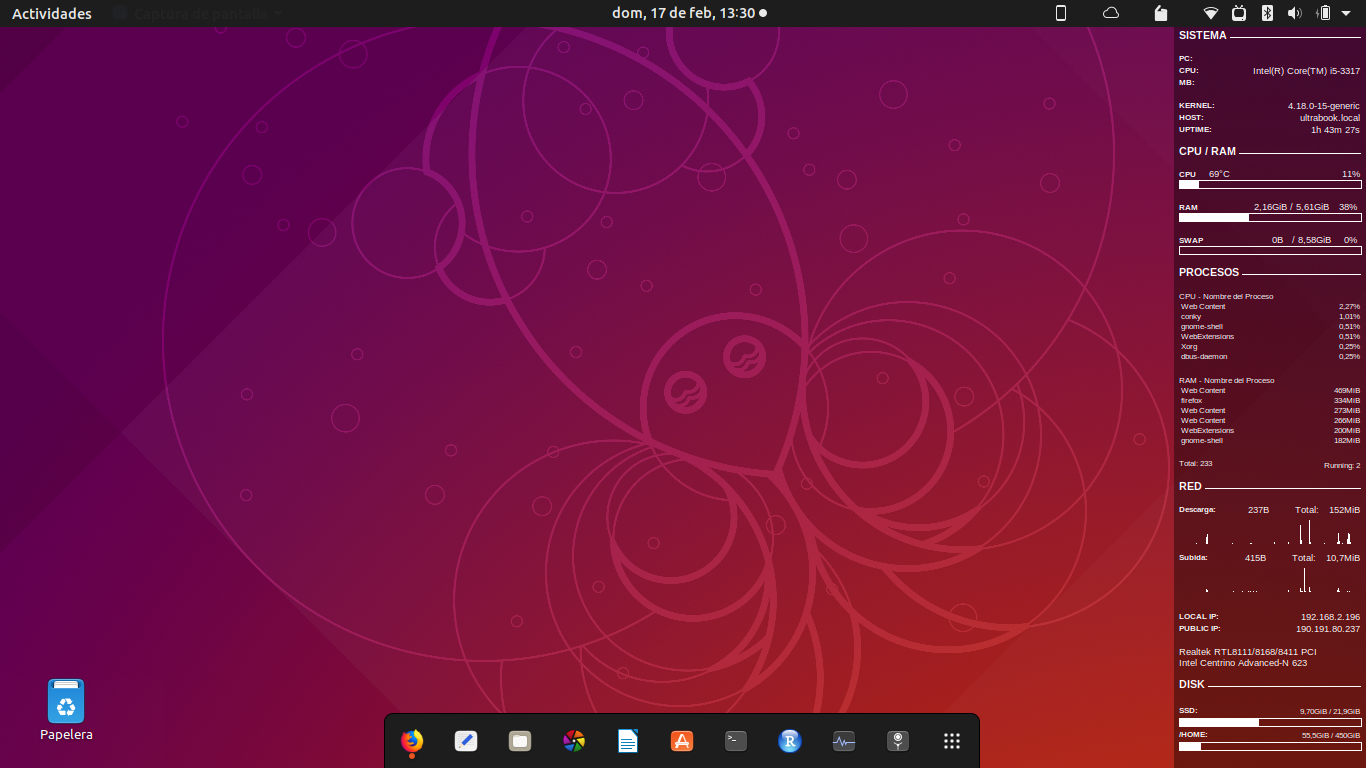 Actividades
Captura de pantalla
dom, 17 de feb, 13:30
SISTEMA
PC:
CPU: Intel(R) Core(TM) i5-3317
MB:
KERNEL: 4.18.0-15-generic
HOST: ultrabook.local
UPTIME: 1h 43m 27s
CPU / RAM
CPU 69°C 11%
RAM 2,16GiB / 5,61GiB 38%
SWAP 0B / 8,58GiB 0%
PROCESOS
CPU - Nombre del Proceso
Web Content 2,27%
conky 1,01%
gnome-shell 0,51%
WebExtensions 0,51%
Xorg 0,25%
dbus-daemon 0,25%
RAM - Nombre del Proceso
Web Content 469MiB
firefox 334MiB
Web Content 273MiB
Web Content 266MiB
WebExtensions 200MiB
gnome-shell 182MiB
Total: 233 Running: 2
RED
Descarga: 237B Total: 152MiB
Subida: 415B Total: 10,7MiB
LOCAL IP: 192.168.2.196
PUBLIC IP: 190.191.80.237
Realtek RTL8111/8168/8411 PCI
Intel Centrino Advanced-N 623
DISK
SSD: 9,70GiB / 21,9GiB
/HOME: 55,5GiB / 450GiB
Papelera